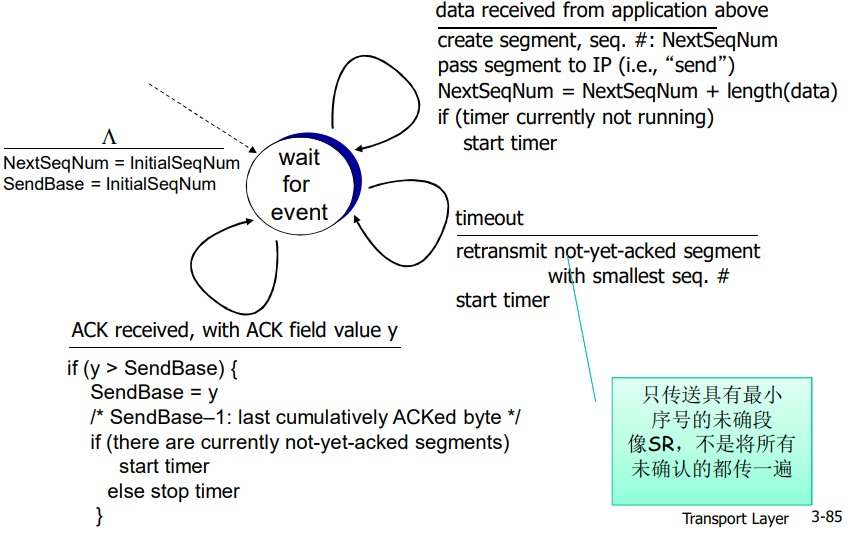 data received from application above
create segment, seq. #: NextSeqNum
pass segment to IP (i.e., “send”)
NextSeqNum = NextSeqNum + length(data)
if (timer currently not running)
start timer
Λ
NextSeqNum = InitialSeqNum
SendBase = InitialSeqNum
wait
for
event
timeout
retransmit not-yet-acked segment
with smallest seq. #
start timer
ACK received, with ACK field value y
if (y > SendBase) {
SendBase = y
/* SendBase–1: last cumulatively ACKed byte */
if (there are currently not-yet-acked segments)
start timer
else stop timer
}
只传送具有最小
序号的未确段
像SR，不是将所有
未确认的都传一遍
Transport Layer 3-85